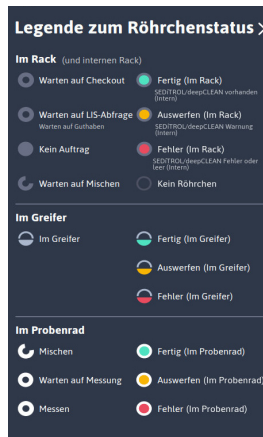 Legende zum Röhrchenstatus
Im Rack (und internen Rack)
Warten auf Checkout
Fertig (Im Rack)
SEDiTROL/deepCLEAN vorhanden
(Intern)
Warten auf LIS-Abfrage
Warten auf Guthaben
Auswerfen (Im Rack)
SEDiTROL/deepCLEAN Warnung
(Intern)
Kein Auftrag
Fehler (Im Rack)
SEDiTROL/deepCLEAN Fehler oder
leer (Intern)
Warten auf Mischen
Kein Röhrchen
Im Greifer
Im Greifer
Fertig (Im Greifer)
Auswerfen (Im Greifer)
Fehler (Im Greifer)
Im Probenrad
Mischen
Fertig (Im Probenrad)
Warten auf Messung
Auswerfen (Im Probenrad)
Messen
Fehler (Im Probenrad)